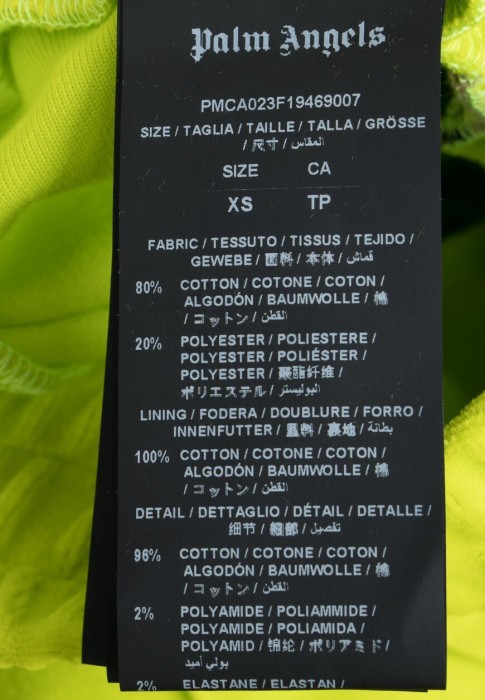 Palm Angels
PMCA023F19469007
SIZE / TAGLIA / TAILLE / TALLA / GRÖSSE
/ 尺寸 / المقاس
SIZE CA
XS TP
FABRIC / TESSUTO / TISSUS / TEJIDO /
GEWEBE / 面料 / 本体 / قماش
80% COTTON / COTONE / COTON /
ALGODÓN / BAUMWOLLE / 棉
/ コットン / القطن
20% POLYESTER / POLIESTERE /
POLYESTER / POLIÉSTER /
POLYESTER / 聚酯纤维 /
ポリエステル / البوليستر
LINING / FODERA / DOUBLURE / FORRO /
INNENFUTTER / 里料 / 裏地 / بطانة
100% COTTON / COTONE / COTON /
ALGODÓN / BAUMWOLLE / 棉
/ コットン / القطن
DETAIL / DETTAGLIO / DÉTAIL / DETALLE /
细节 / 細部 / تفصيل
96% COTTON / COTONE / COTON /
ALGODÓN / BAUMWOLLE / 棉
/ コットン / القطن
2% POLYAMIDE / POLIAMMIDE /
POLYAMIDE / POLIAMIDA /
POLYAMID / 锦纶 / ポリアミド /
بولي أميد
2% ELASTANE / ELASTAN /